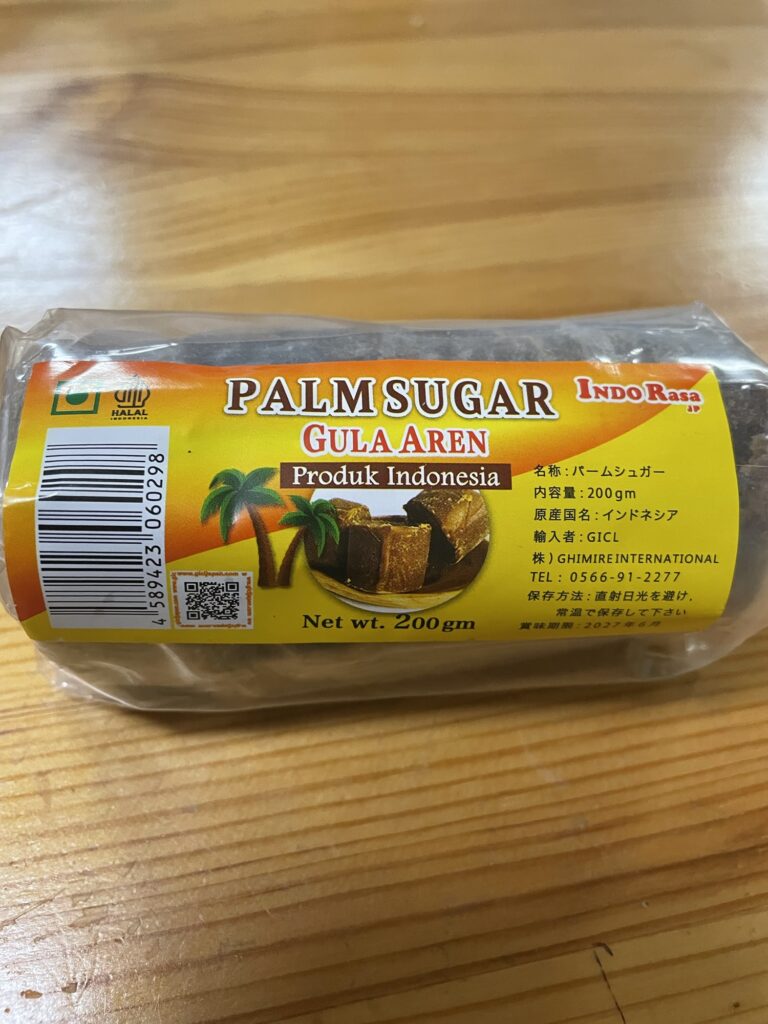 HALAL
INDONESIA
PALM SUGAR
INDO RASA
JP
GULA AREN
Produk Indonesia
4 589423 060298
www.gicljapan.com
Net wt. 200gm
名称:パームシュガー
内容量:200gm
原産国名:インドネシア
輸入者:GICL
株)GHIMIRE INTERNATIONAL
TEL: 0566-91-2277
保存方法:直射日光を避け,
常温で保存して下さい
賞味期限:2027年6月